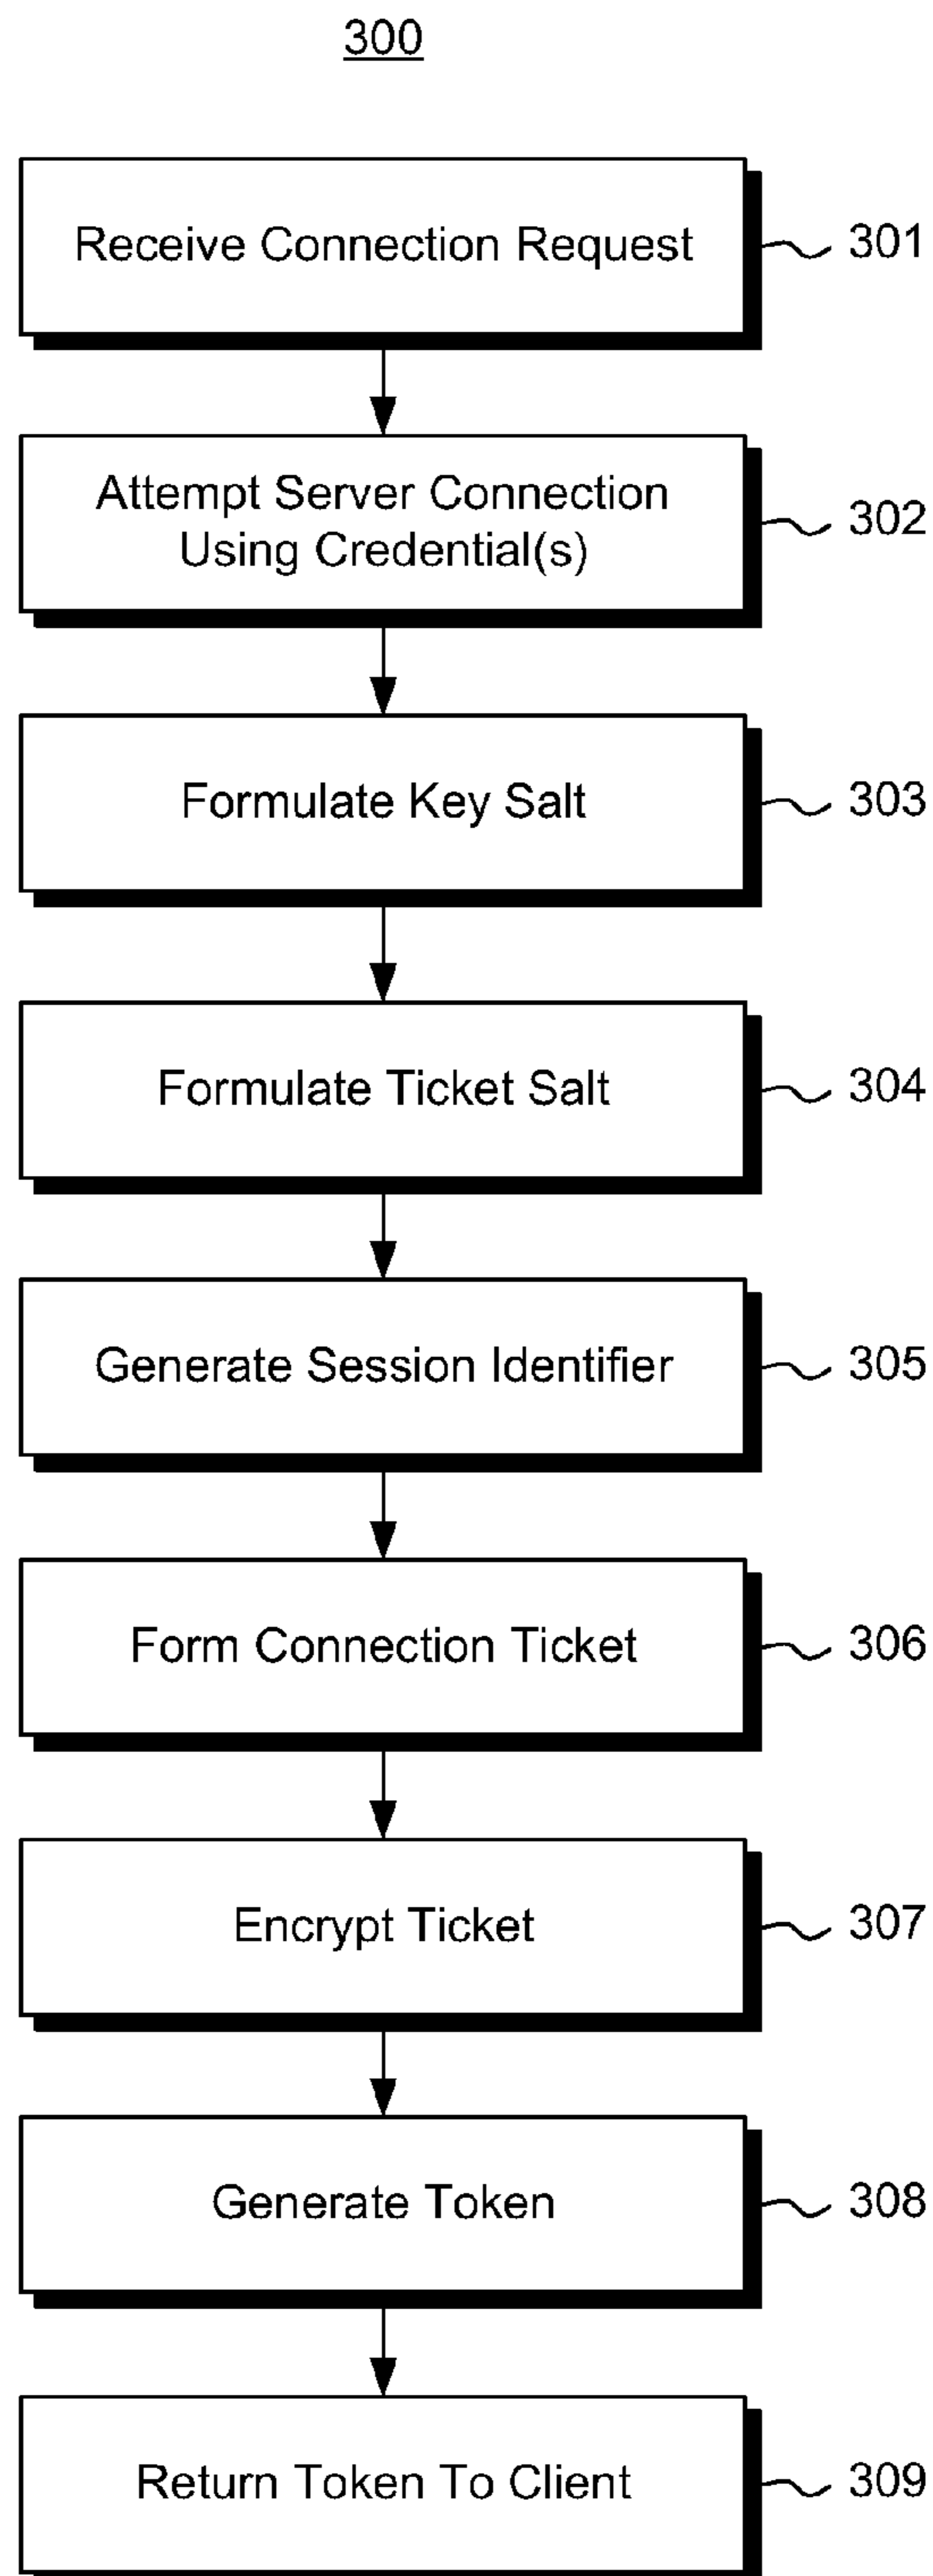 300
Receive Connection Request
301
Attempt Server Connection
Using Credential(s)
302
Formulate Key Salt
303
Formulate Ticket Salt
304
Generate Session Identifier
305
Form Connection Ticket
306
Encrypt Ticket
307
Generate Token
308
Return Token To Client
309